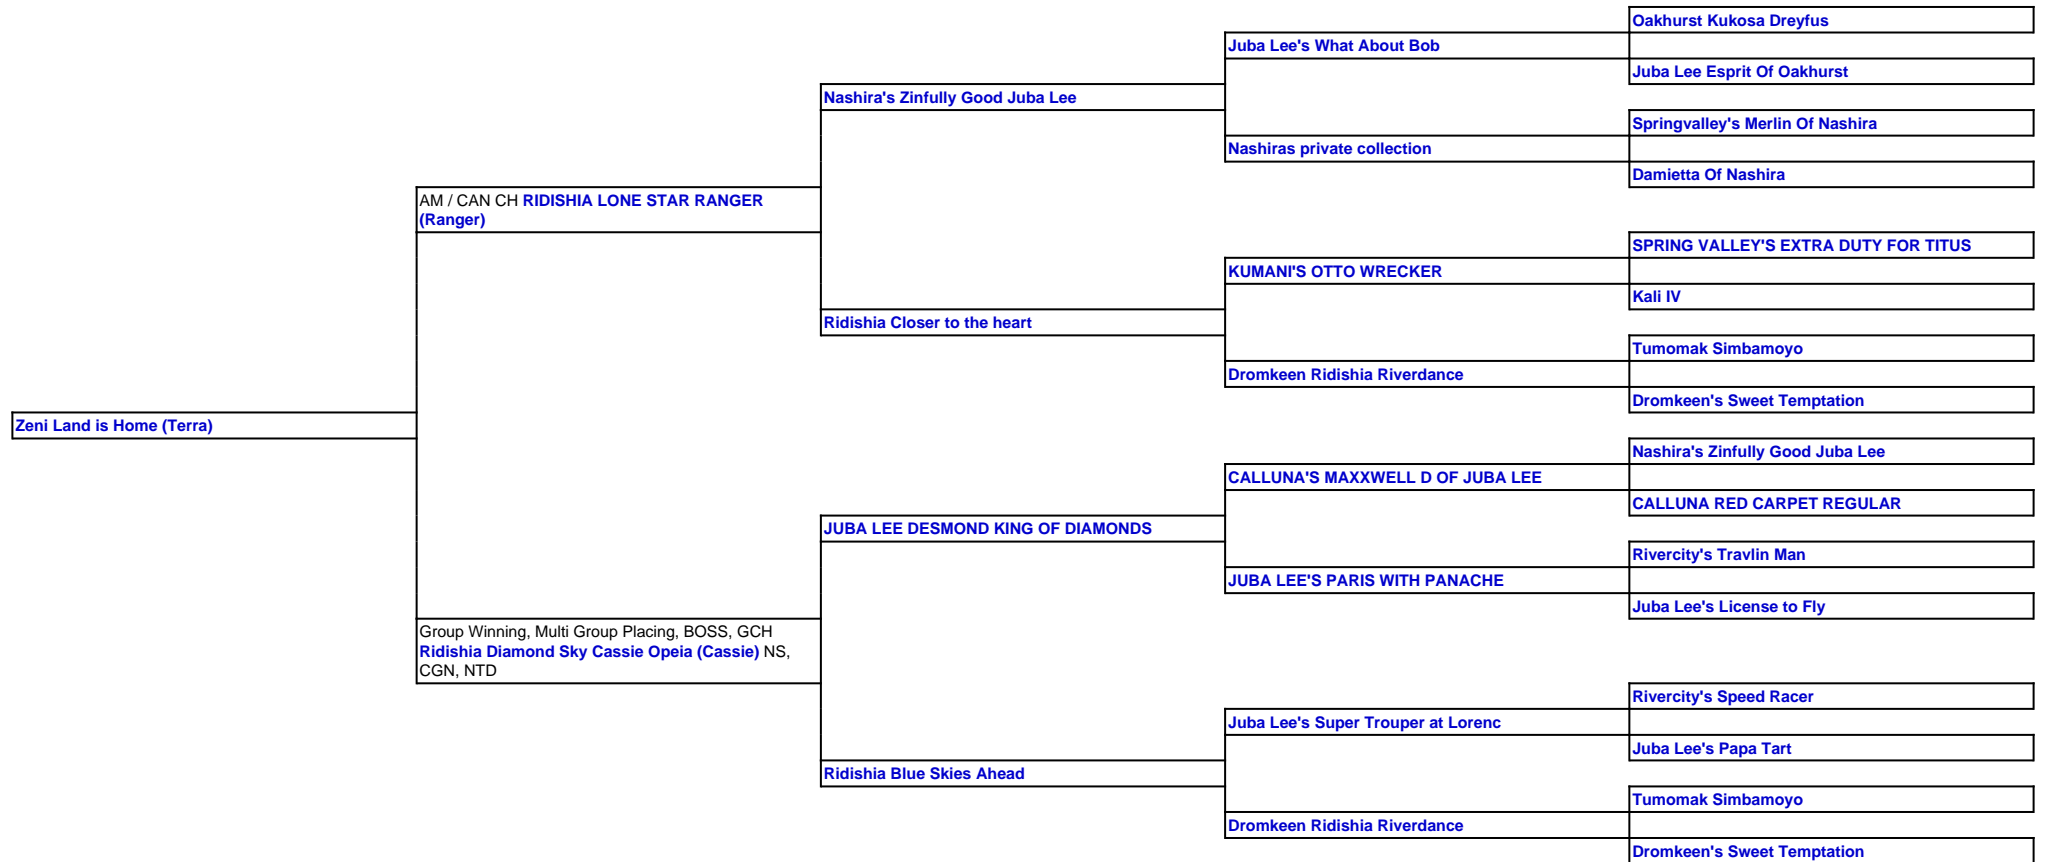 Oakhurst Kukosa Dreyfus
Juba Lee's What About Bob
Juba Lee Esprit Of Oakhurst
Nashira's Zinfully Good Juba Lee
Springvalley's Merlin Of Nashira
Nashiras private collection
Damietta Of Nashira
AM / CAN CH RIDISHIA LONE STAR RANGER
(Ranger)
SPRING VALLEY'S EXTRA DUTY FOR TITUS
KUMANI'S OTTO WRECKER
Kali IV
Ridishia Closer to the heart
Tumomak Simbamoyo
Dromkeen Ridishia Riverdance
Dromkeen's Sweet Temptation
Zeni Land is Home (Terra)
Nashira's Zinfully Good Juba Lee
CALLUNA'S MAXXWELL D OF JUBA LEE
CALLUNA RED CARPET REGULAR
JUBA LEE DESMOND KING OF DIAMONDS
Rivercity's Travlin Man
JUBA LEE'S PARIS WITH PANACHE
Juba Lee's License to Fly
Group Winning, Multi Group Placing, BOSS, GCH
Ridishia Diamond Sky Cassie Opeia (Cassie) NS,
CGN, NTD
Rivercity's Speed Racer
Juba Lee's Super Trouper at Lorenc
Juba Lee's Papa Tart
Ridishia Blue Skies Ahead
Tumomak Simbamoyo
Dromkeen Ridishia Riverdance
Dromkeen's Sweet Temptation